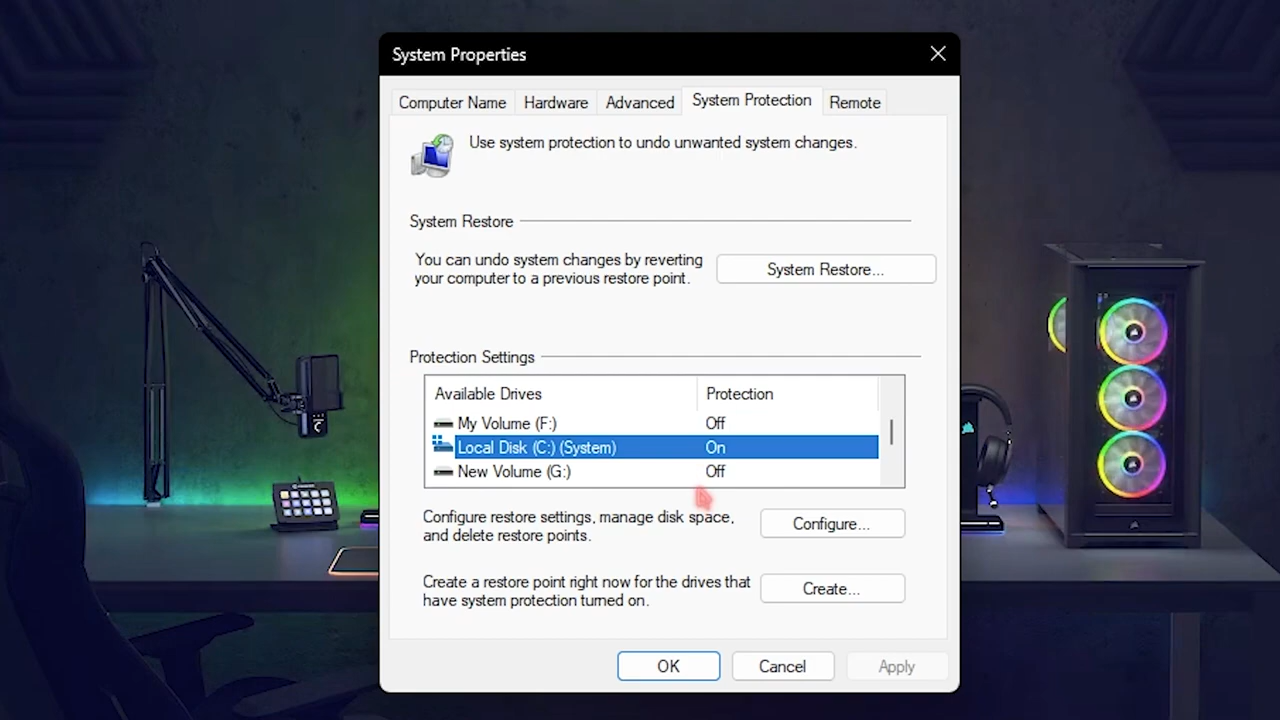 System Properties
Computer Name Hardware Advanced System Protection Remote
Use system protection to undo unwanted system changes.
System Restore
You can undo system changes by reverting
your computer to a previous restore point.
System Restore...
Protection Settings
Available Drives Protection
My Volume (F:) Off
Local Disk (C:) (System) On
New Volume (G:) Off
Configure restore settings, manage disk space,
and delete restore points.
Configure...
Create a restore point right now for the drives that
have system protection turned on.
Create...
OK Cancel Apply